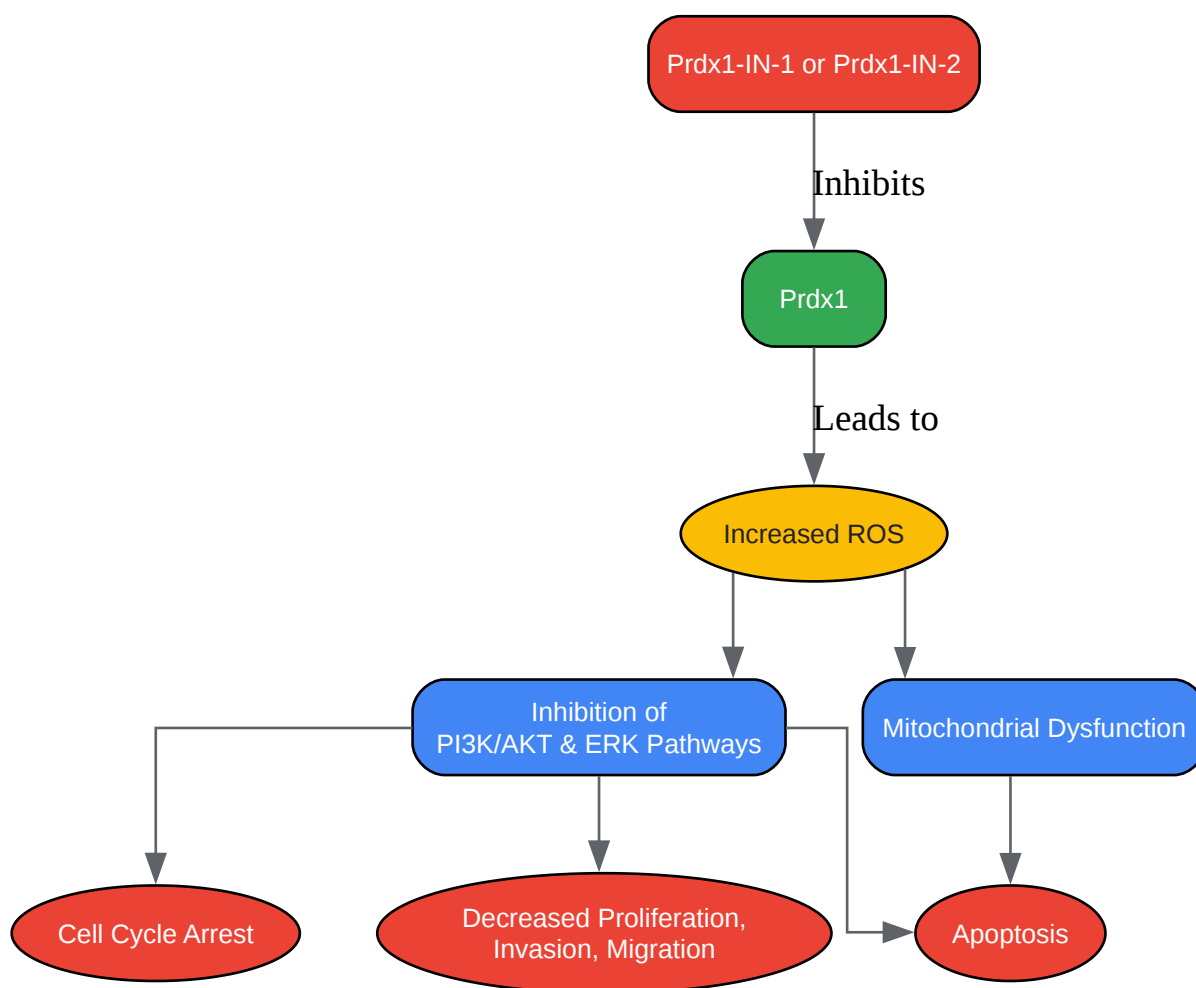 Prdx1-IN-1 or Prdx1-IN-2
Inhibits
Prdx1
Leads to
Increased ROS
Inhibition of
PI3K/AKT & ERK Pathways
Mitochondrial Dysfunction
Cell Cycle Arrest
Decreased Proliferation,
Invasion, Migration
Apoptosis